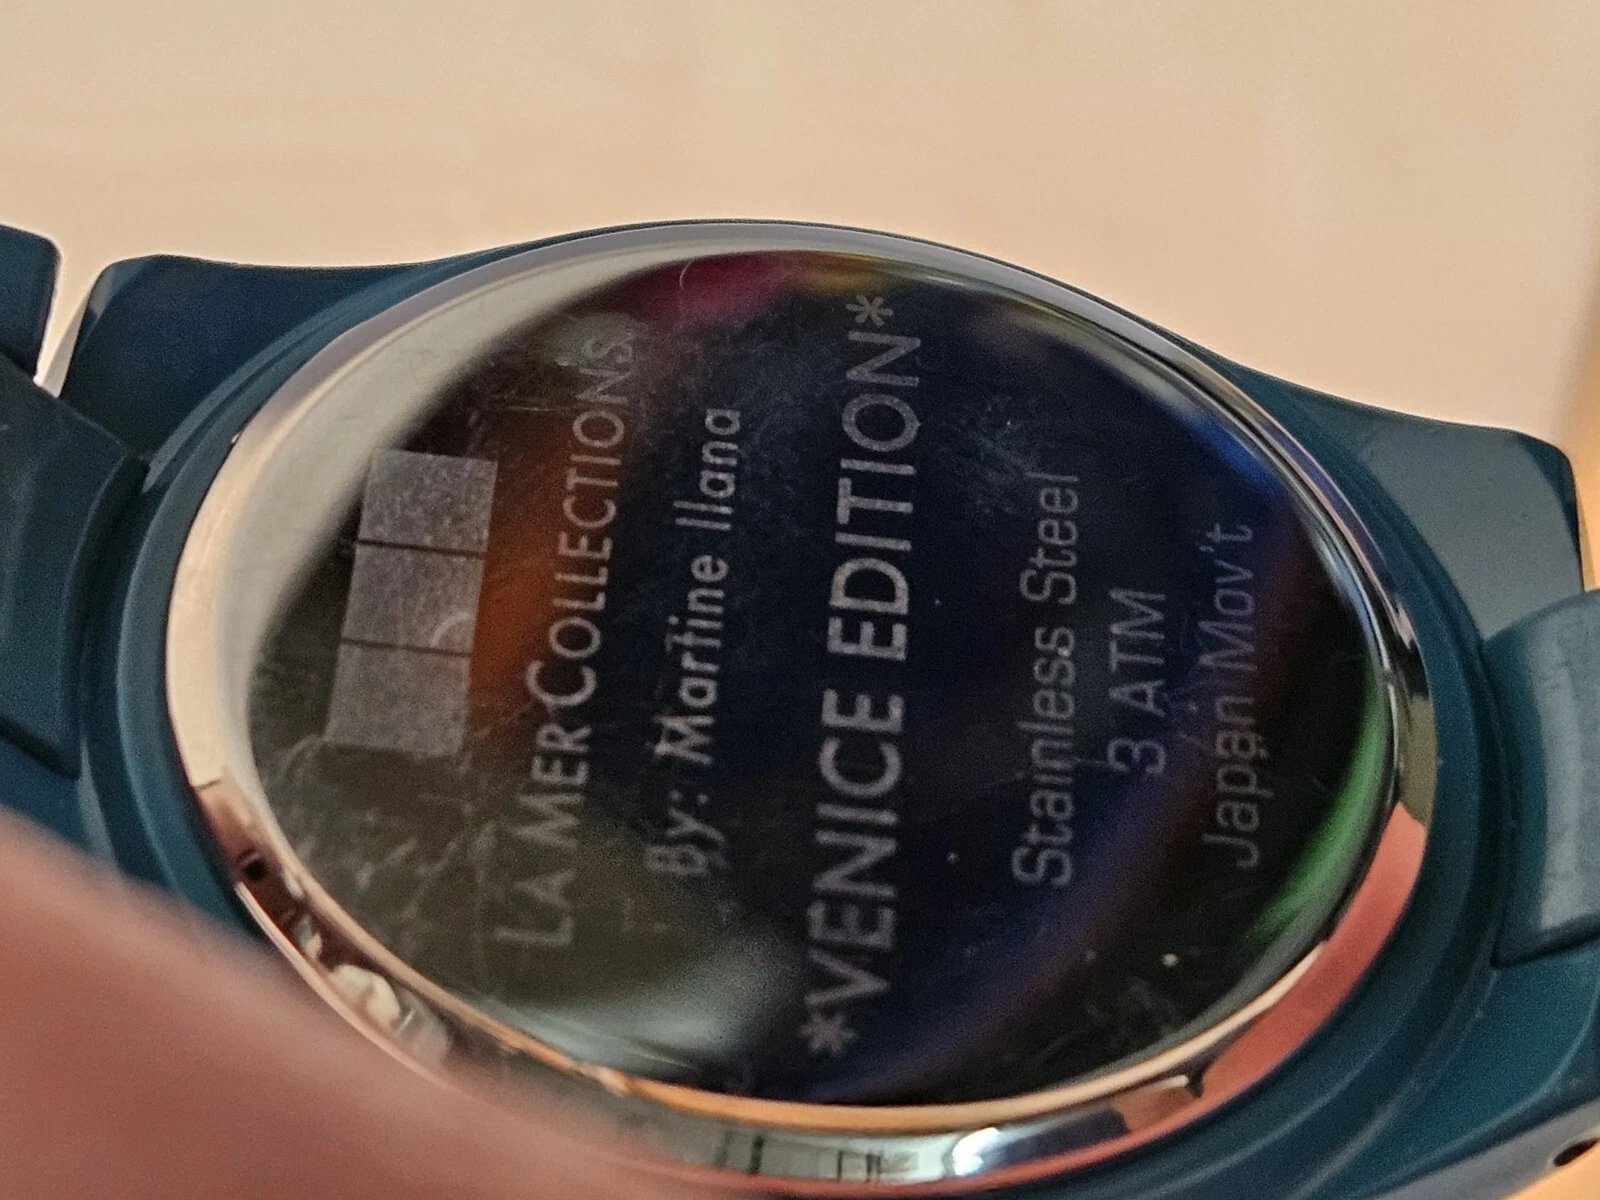 LA MER COLLECTIONS
By: Martine Ilana
*VENICE EDITION*
Stainless Steel
3 ATM
Japan Mov't